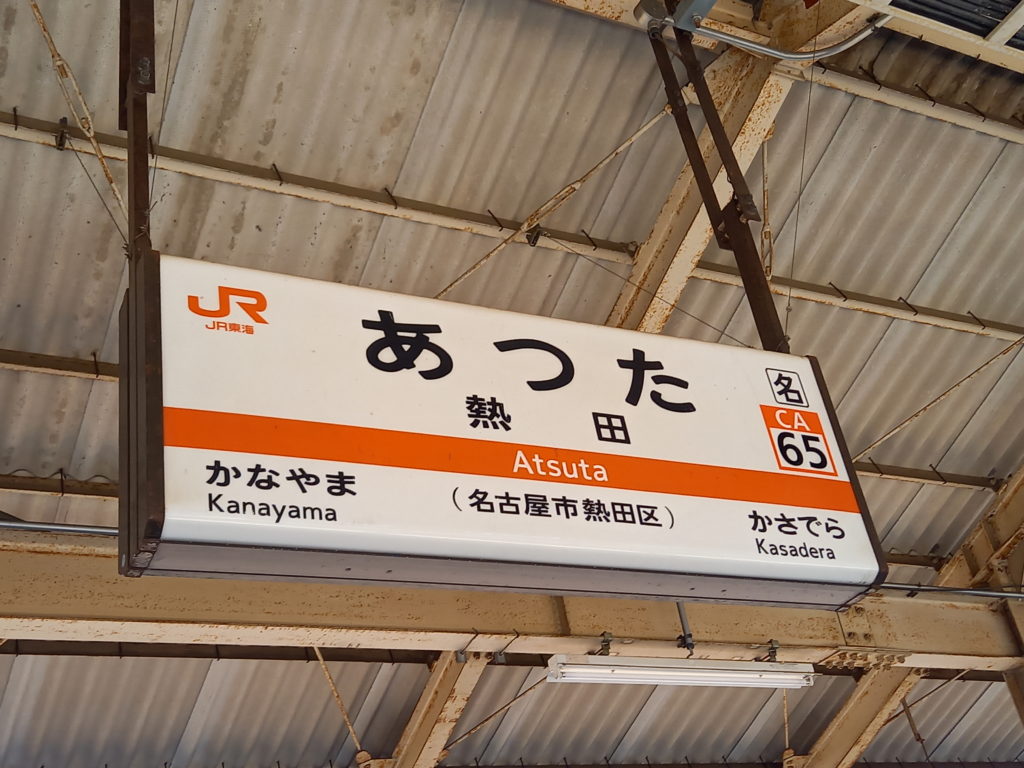 JR
JR東海
あつた
熱田
名
CA
65
Atsuta
かなやま
Kanayama
(名古屋市熱田区)
かさでら
Kasadera